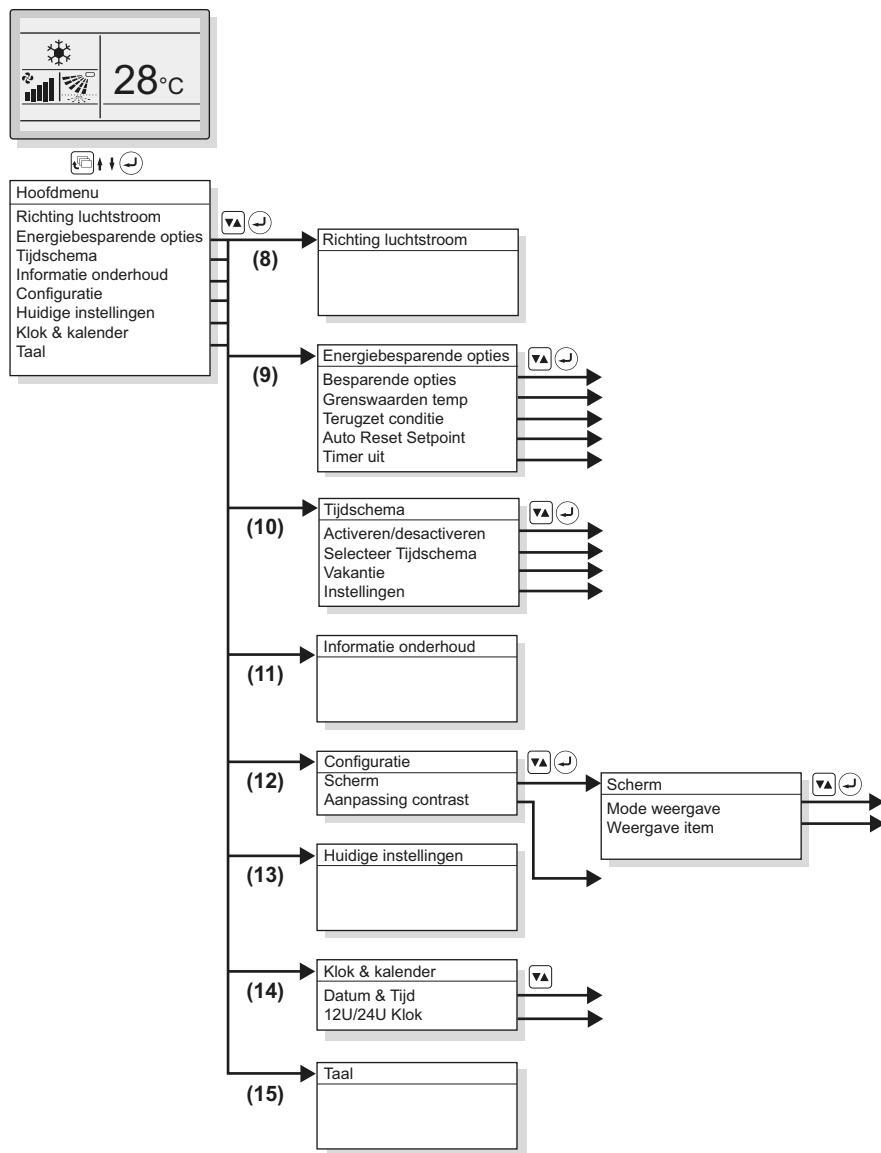 28°C
Hoofdmenu
Richting luchtstroom
Energiebesparende opties
Tijdschema
Informatie onderhoud
Configuratie
Huidige instellingen
Klok & kalender
Taal
(8)
Richting luchtstroom
(9)
Energiebesparende opties
Besparende opties
Grenswaarden temp
Terugzet conditie
Auto Reset Setpoint
Timer uit
(10)
Tijdschema
Activeren/desactiveren
Selecteer Tijdschema
Vakantie
Instellingen
(11)
Informatie onderhoud
(12)
Configuratie
Scherm
Aanpassing contrast
Scherm
Mode weergave
Weergave item
(13)
Huidige instellingen
(14)
Klok & kalender
Datum & Tijd
12U/24U Klok
(15)
Taal